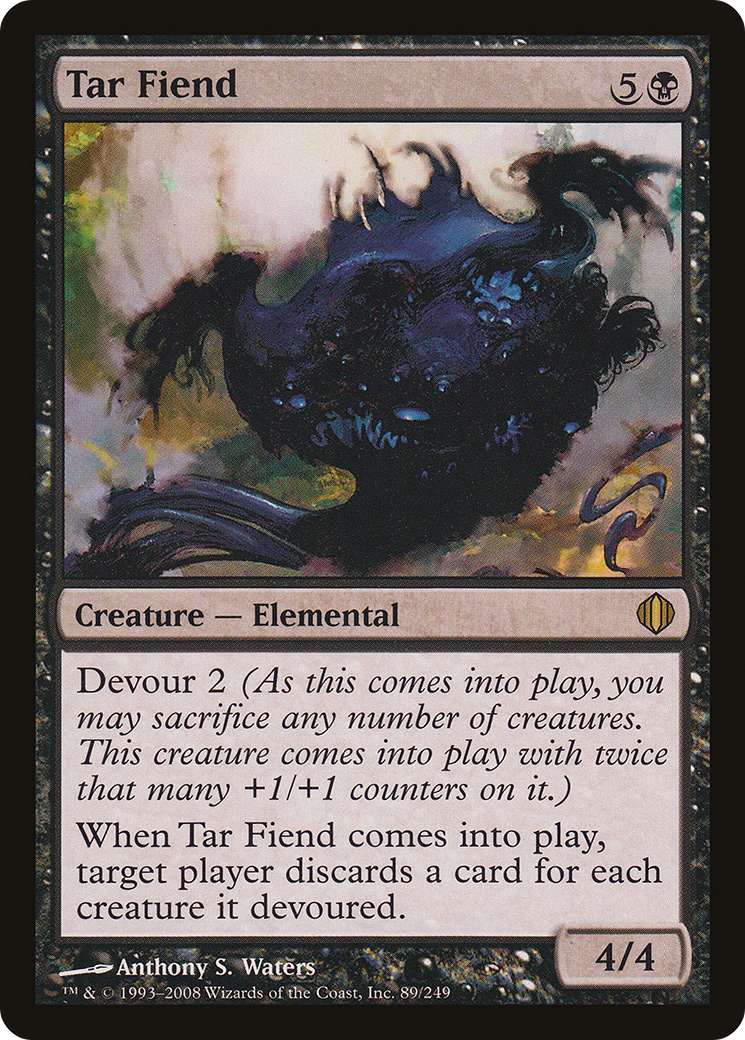 Tar Fiend 5
Creature — Elemental
Devour 2 (As this comes into play, you
may sacrifice any number of creatures.
This creature comes into play with twice
that many +1/+1 counters on it.)
When Tar Fiend comes into play,
target player discards a card for each
creature it devoured.
4/4
Anthony S. Waters
™ & © 1993–2008 Wizards of the Coast, Inc. 89/249